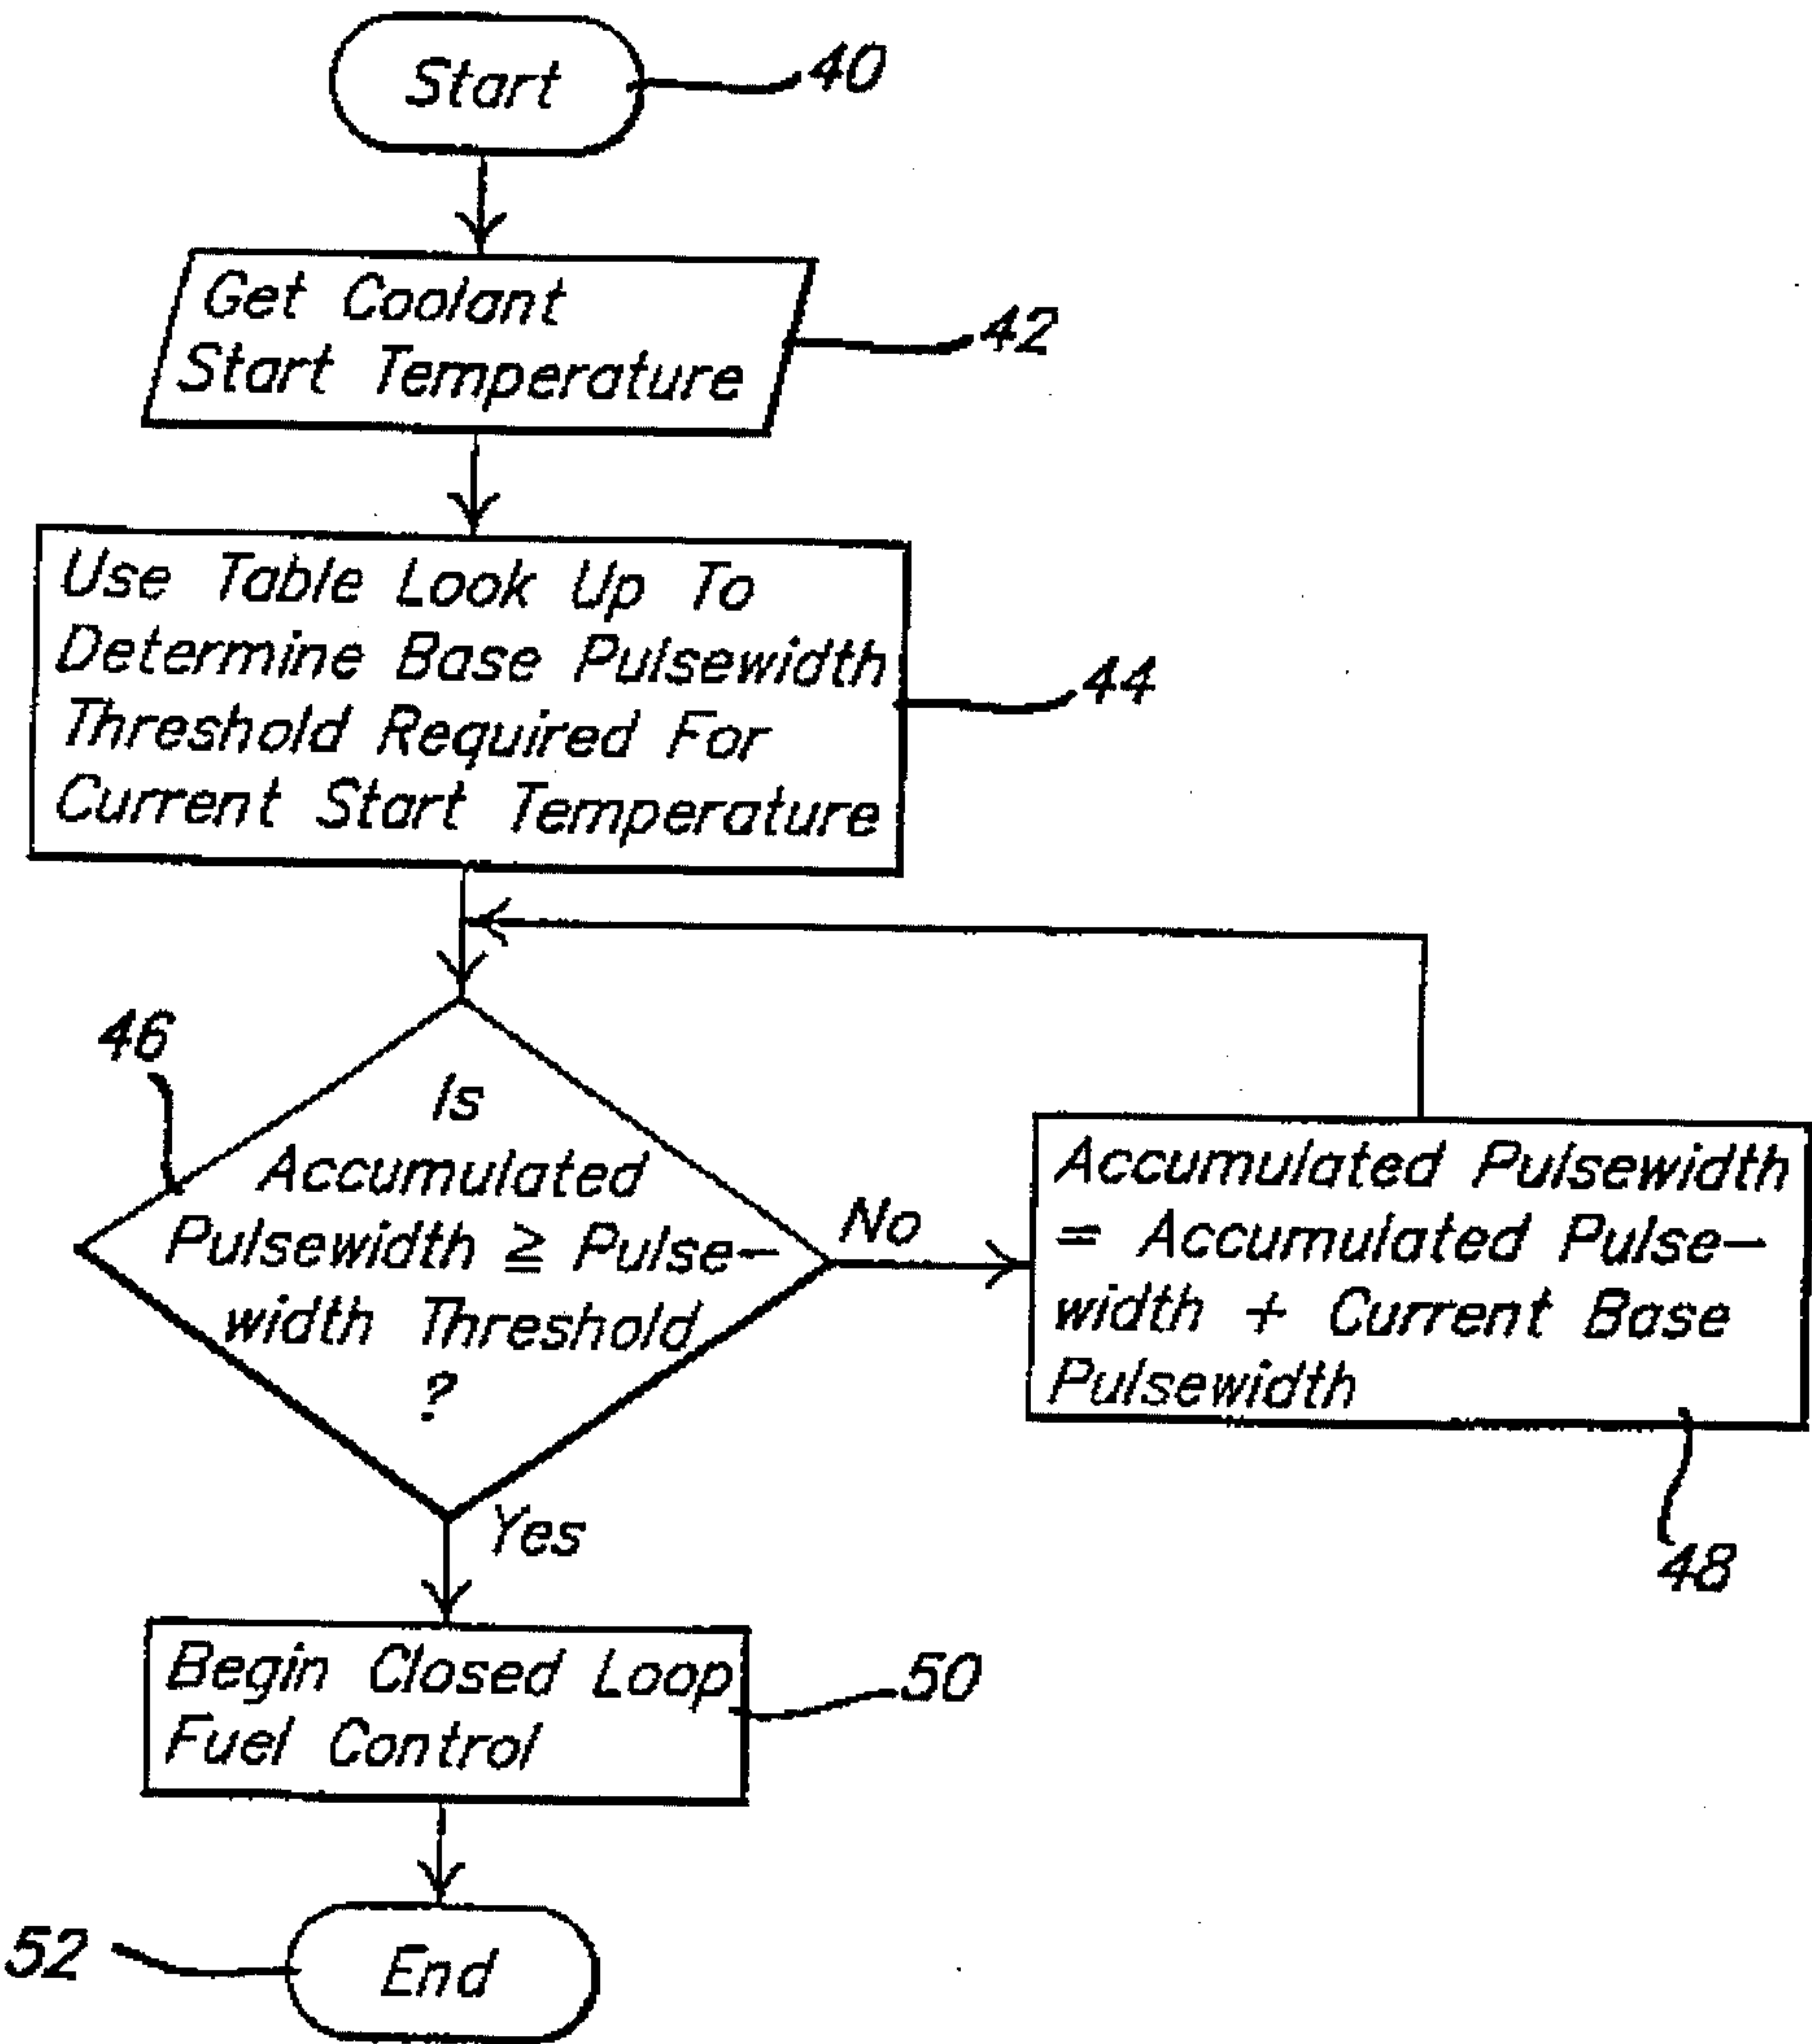 Start
40
Get Coolant
Start Temperature
42
Use Table Look Up To
Determine Base Pulsewidth
Threshold Required For
Current Start Temperature
44
46
Is
Accumulated
Pulsewidth ≧ Pulse-
width Threshold
?
No
Accumulated Pulsewidth
= Accumulated Pulse-
width + Current Base
Pulsewidth
48
Yes
Begin Closed Loop
Fuel Control
50
End
52